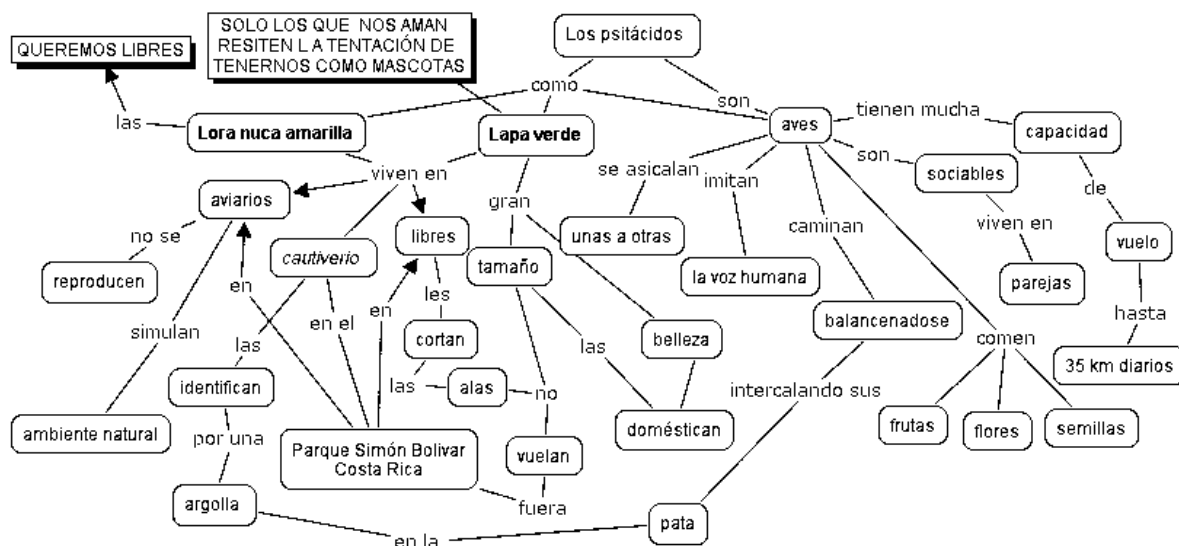 SOLO LOS QUE NOS AMAN
RESITEN LA TENTACIÓN DE
TENERNOS COMO MASCOTAS
QUEREMOS LIBRES
Los psitácidos
como
son
tienen mucha
las
Lora nuca amarilla
Lapa verde
aves
capacidad
viven en
se asicalan
imitan
son
sociables
de
aviarios
gran
caminan
viven en
no se
cautiverio
libres
unas a otras
vuelo
reproducen
tamaño
la voz humana
parejas
en
les
en
simulan
en el
balancenadose
hasta
las
cortan
las
belleza
comen
35 km diarios
identifican
las
alas
no
intercalando sus
ambiente natural
por una
doméstican
frutas
flores
semillas
Parque Simón Bolivar
Costa Rica
vuelan
argolla
fuera
pata
en la